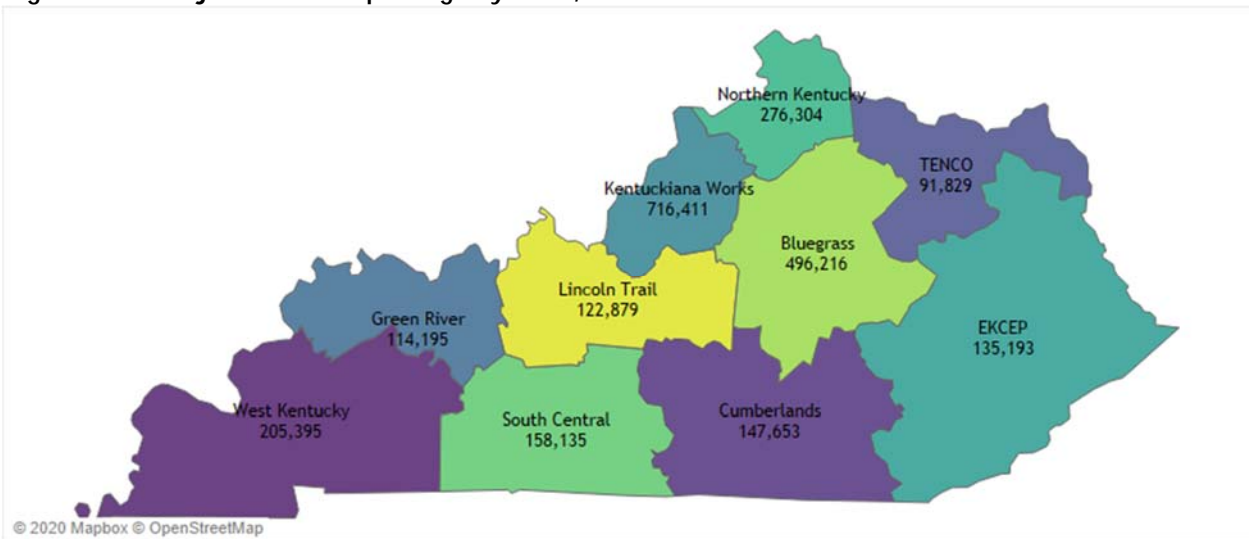 Northern Kentucky
276,304
TENCO
91,829
Kentuckiana Works
716,411
Bluegrass
496,216
Lincoln Trail
122,879
Green River
114,195
EKCEP
135,193
West Kentucky
205,395
South Central
158,135
Cumberlands
147,653
© 2020 Mapbox © OpenStreetMap